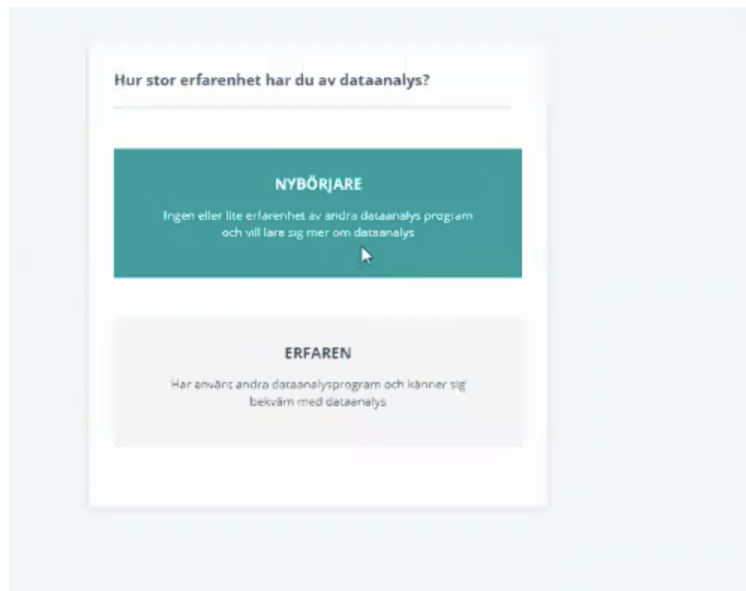 Hur stor erfarenhet har du av dataanalys?
NYBÖRJARE
Ingen eller lite erfarenhet av andra dataanalys program
och vill lära sig mer om dataanalys
ERFAREN
Har använt andra dataanalysprogram och känner sig
bekväm med dataanalys